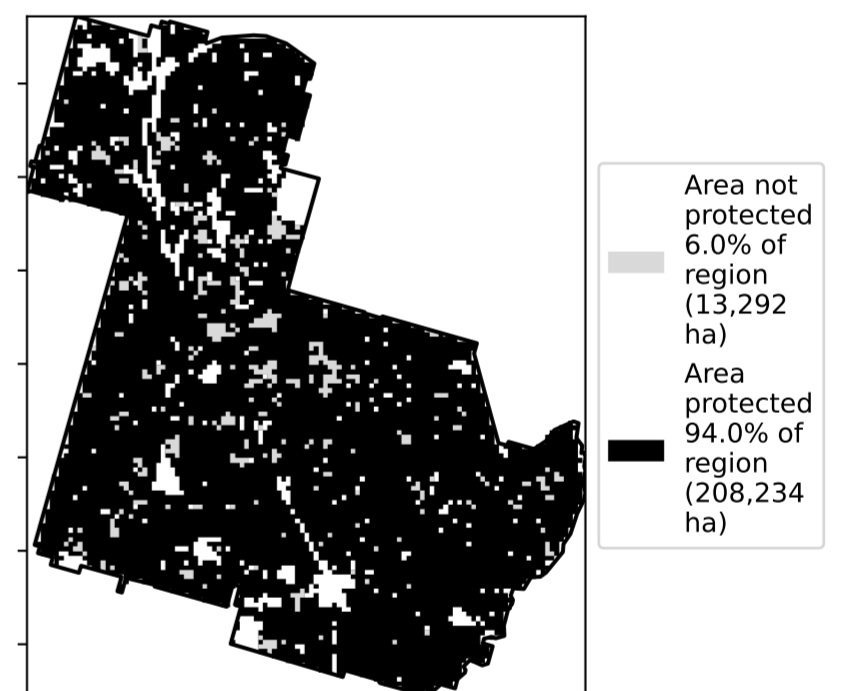 Area not
protected
6.0% of
region
(13,292
ha)
Area
protected
94.0% of
region
(208,234
ha)